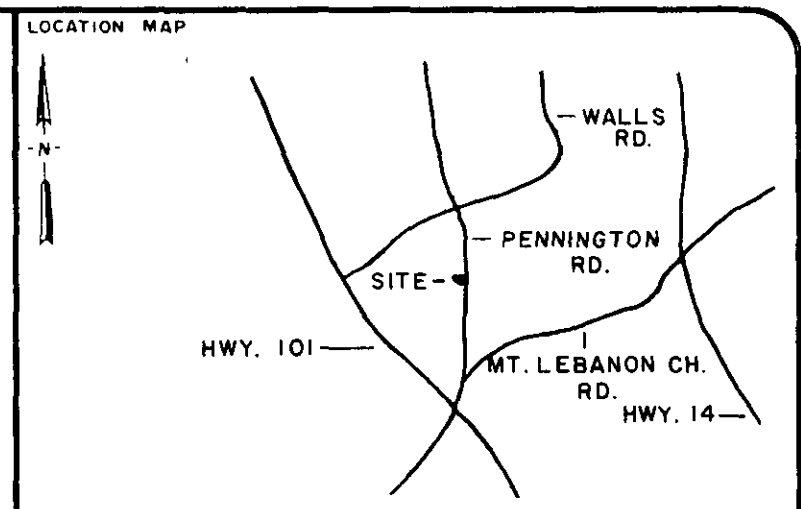 LOCATION MAP
-N-
WALLS
RD.
PENNINGTON
RD.
SITE
HWY. 101
MT. LEBANON CH.
RD.
HWY. 14